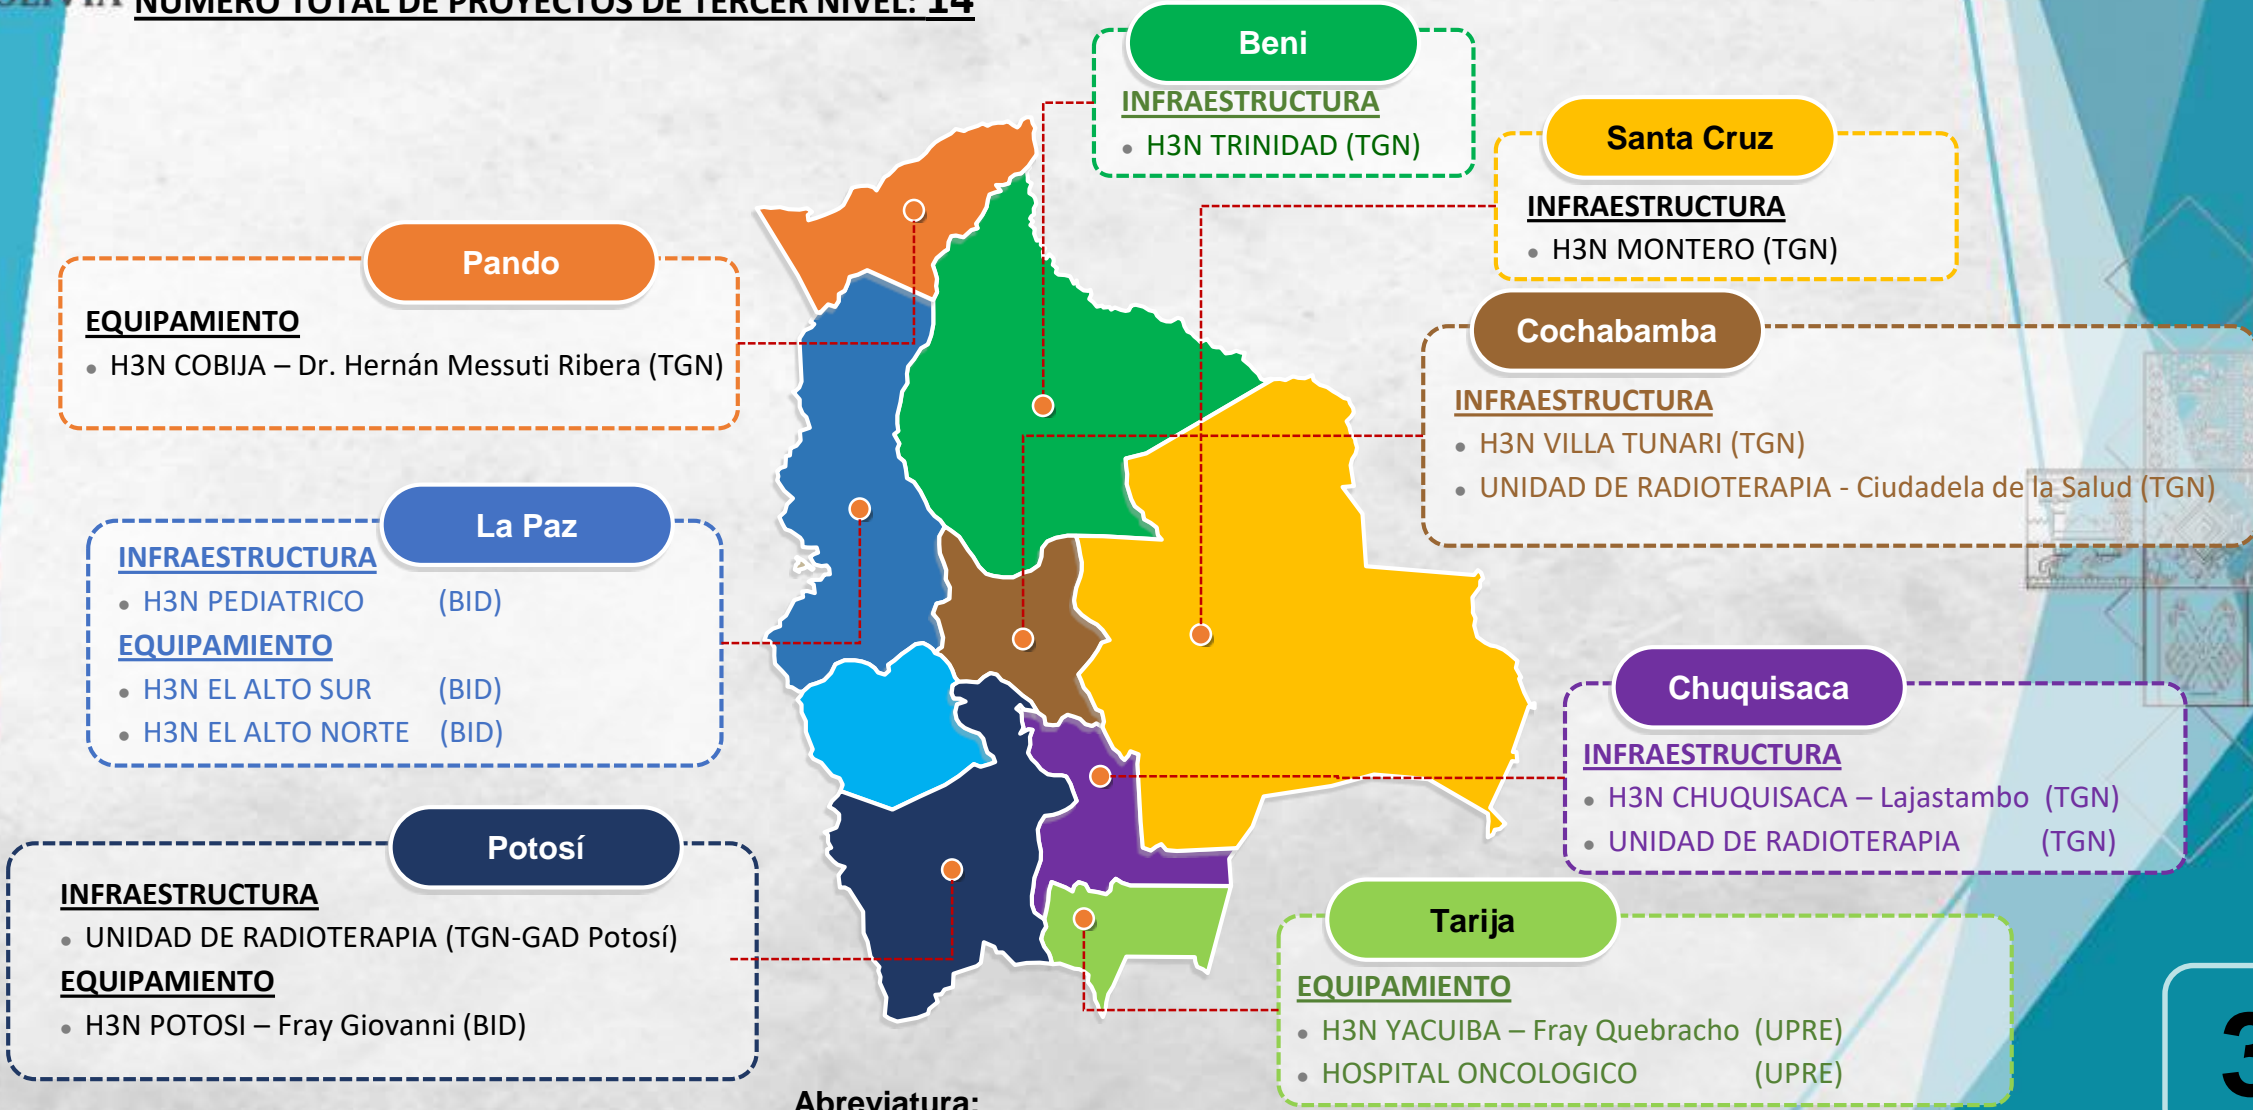 NÚMERO TOTAL DE PROYECTOS DE TERCER NIVEL: 14
Beni
INFRAESTRUCTURA
• H3N TRINIDAD (TGN)
Santa Cruz
INFRAESTRUCTURA
• H3N MONTERO (TGN)
Pando
EQUIPAMIENTO
• H3N COBIJA – Dr. Hernán Messuti Ribera (TGN)
Cochabamba
INFRAESTRUCTURA
• H3N VILLA TUNARI (TGN)
• UNIDAD DE RADIOTERAPIA - Ciudadela de la Salud (TGN)
La Paz
INFRAESTRUCTURA
• H3N PEDIATRICO (BID)
EQUIPAMIENTO
• H3N EL ALTO SUR (BID)
• H3N EL ALTO NORTE (BID)
Chuquisaca
INFRAESTRUCTURA
• H3N CHUQUISACA – Lajastambo (TGN)
• UNIDAD DE RADIOTERAPIA (TGN)
Potosí
INFRAESTRUCTURA
• UNIDAD DE RADIOTERAPIA (TGN-GAD Potosí)
EQUIPAMIENTO
• H3N POTOSI – Fray Giovanni (BID)
Tarija
EQUIPAMIENTO
• H3N YACUIBA – Fray Quebracho (UPRE)
• HOSPITAL ONCOLOGICO (UPRE)
Abreviatura:
3